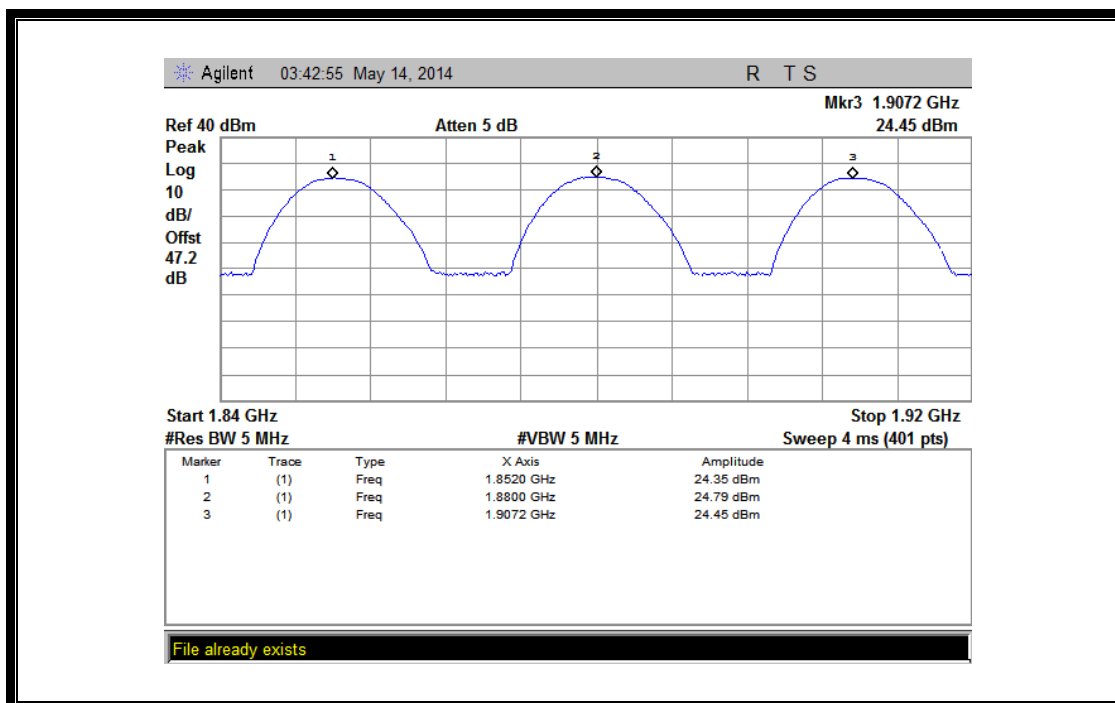 Agilent 03:42:55 May 14, 2014 R T S
Mkr3 1.9072 GHz
Ref 40 dBm Atten 5 dB 24.45 dBm
Peak
Log
10
dB/
Offst
47.2
dB
1 2 3
Start 1.84 GHz Stop 1.92 GHz
#Res BW 5 MHz #VBW 5 MHz Sweep 4 ms (401 pts)
Marker Trace Type X Axis Amplitude
1 (1) Freq 1.8520 GHz 24.35 dBm
2 (1) Freq 1.8800 GHz 24.79 dBm
3 (1) Freq 1.9072 GHz 24.45 dBm
File already exists